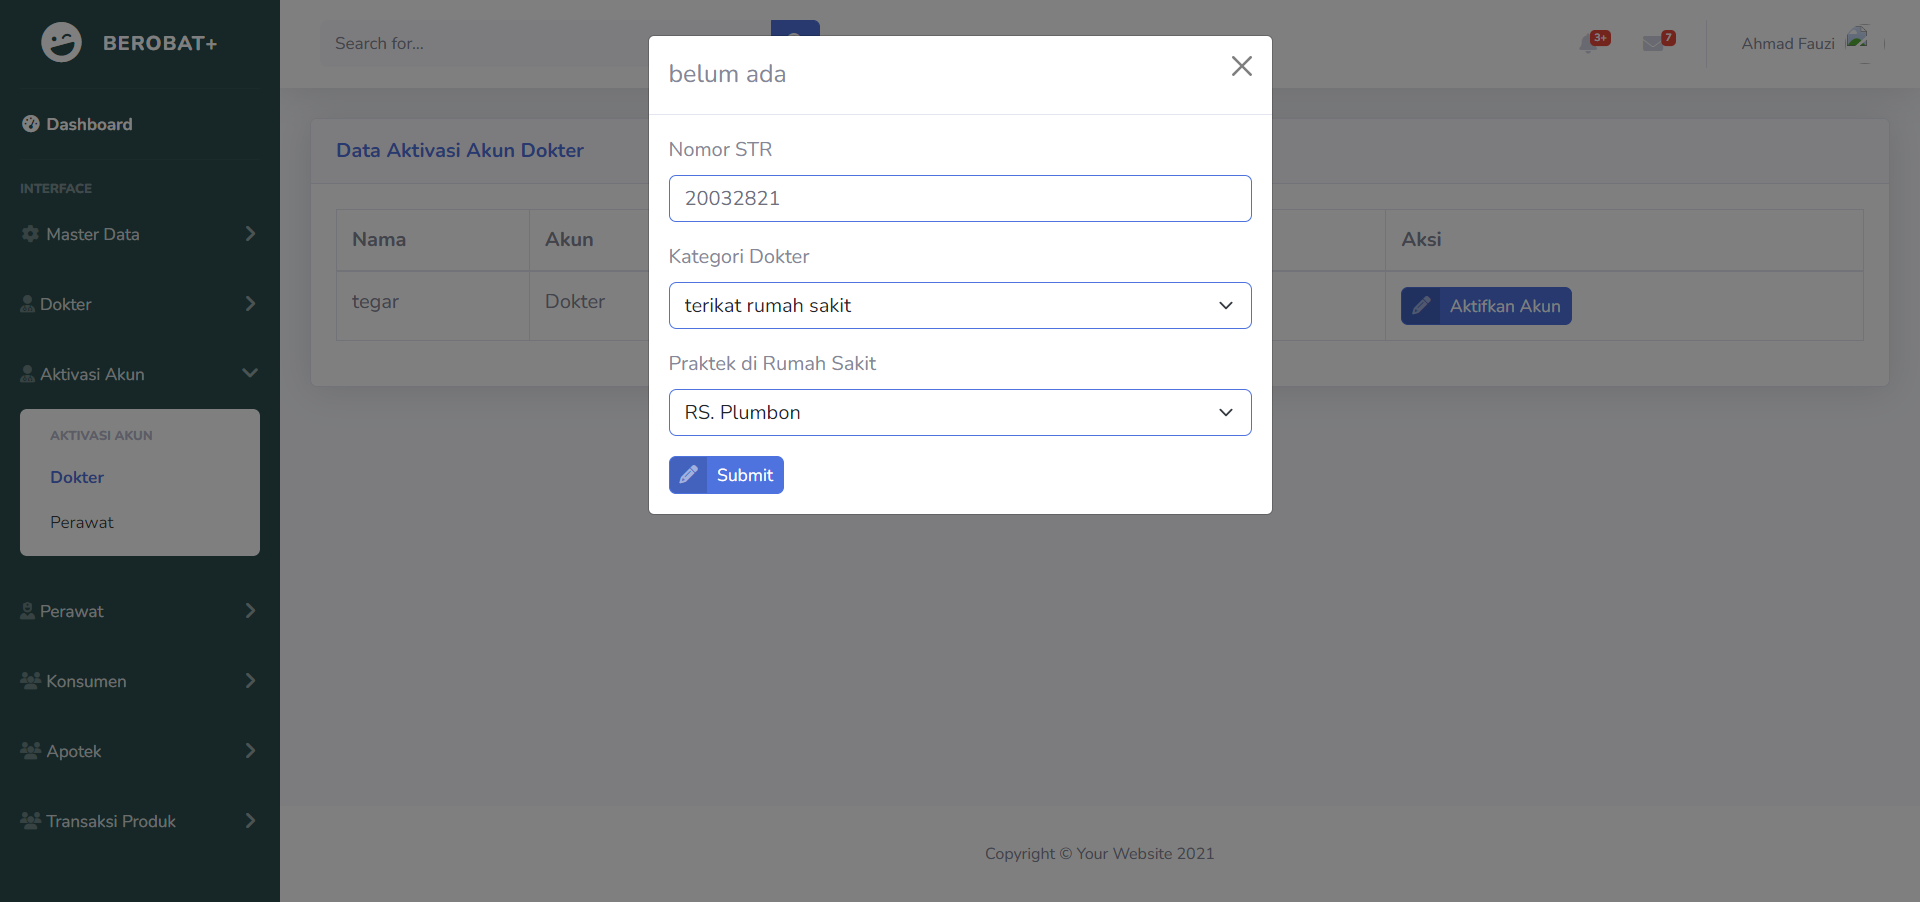 BEROBAT+
Dashboard
INTERFACE
Master Data
Dokter
Aktivasi Akun
AKTIVASI AKUN
Dokter
Perawat
Perawat
Konsumen
Apotek
Transaksi Produk
Search for...
3+
7
Ahmad Fauzi
Data Aktivasi Akun Dokter
Nama
Akun
Aksi
tegar
Dokter
Aktifkan Akun
belum ada
Nomor STR
20032821
Kategori Dokter
terikat rumah sakit
Praktek di Rumah Sakit
RS. Plumbon
Submit
Copyright © Your Website 2021